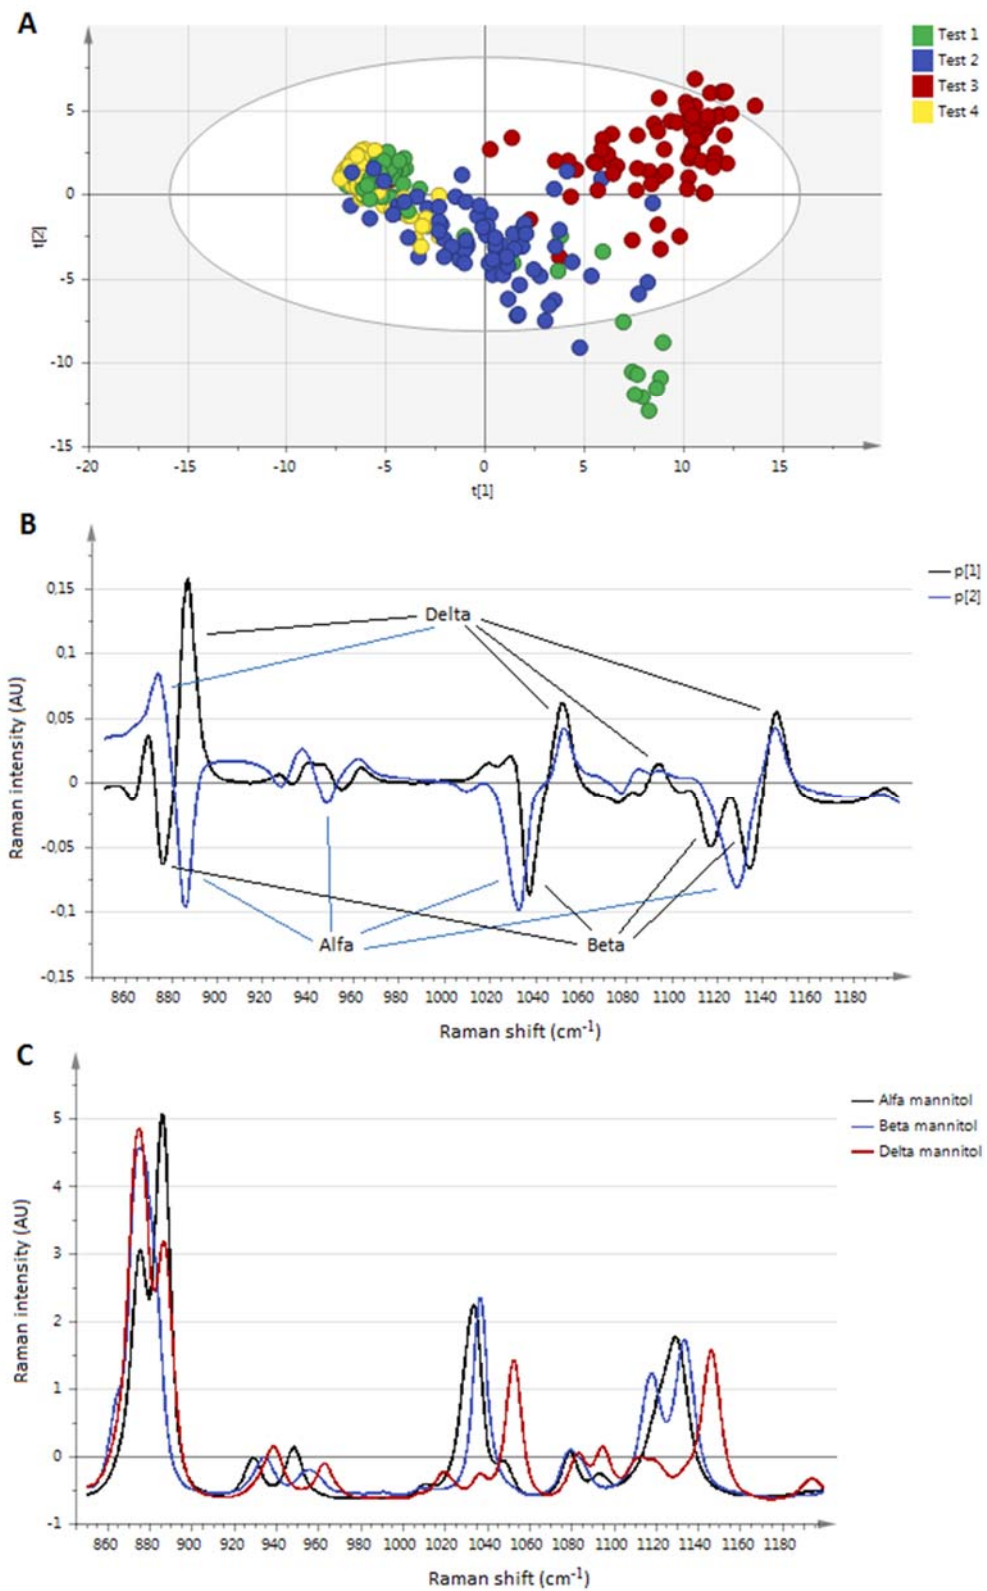 A
Test 1
Test 2
Test 3
Test 4
5
0
-5
-10
-15
t[2]
-20 -15 -10 -5 0 5 10 15
t[1]
B
p[1]
p[2]
0,15
0,1
0,05
0
-0,05
-0,1
-0,15
Raman intensity (AU)
Delta
Alfa
Beta
860 880 900 920 940 960 980 1000 1020 1040 1060 1080 1100 1120 1140 1160 1180
Raman shift (cm-1)
C
Alfa mannitol
Beta mannitol
Delta mannitol
5
4
3
2
1
0
-1
Raman intensity (AU)
860 880 900 920 940 960 980 1000 1020 1040 1060 1080 1100 1120 1140 1160 1180
Raman shift (cm-1)